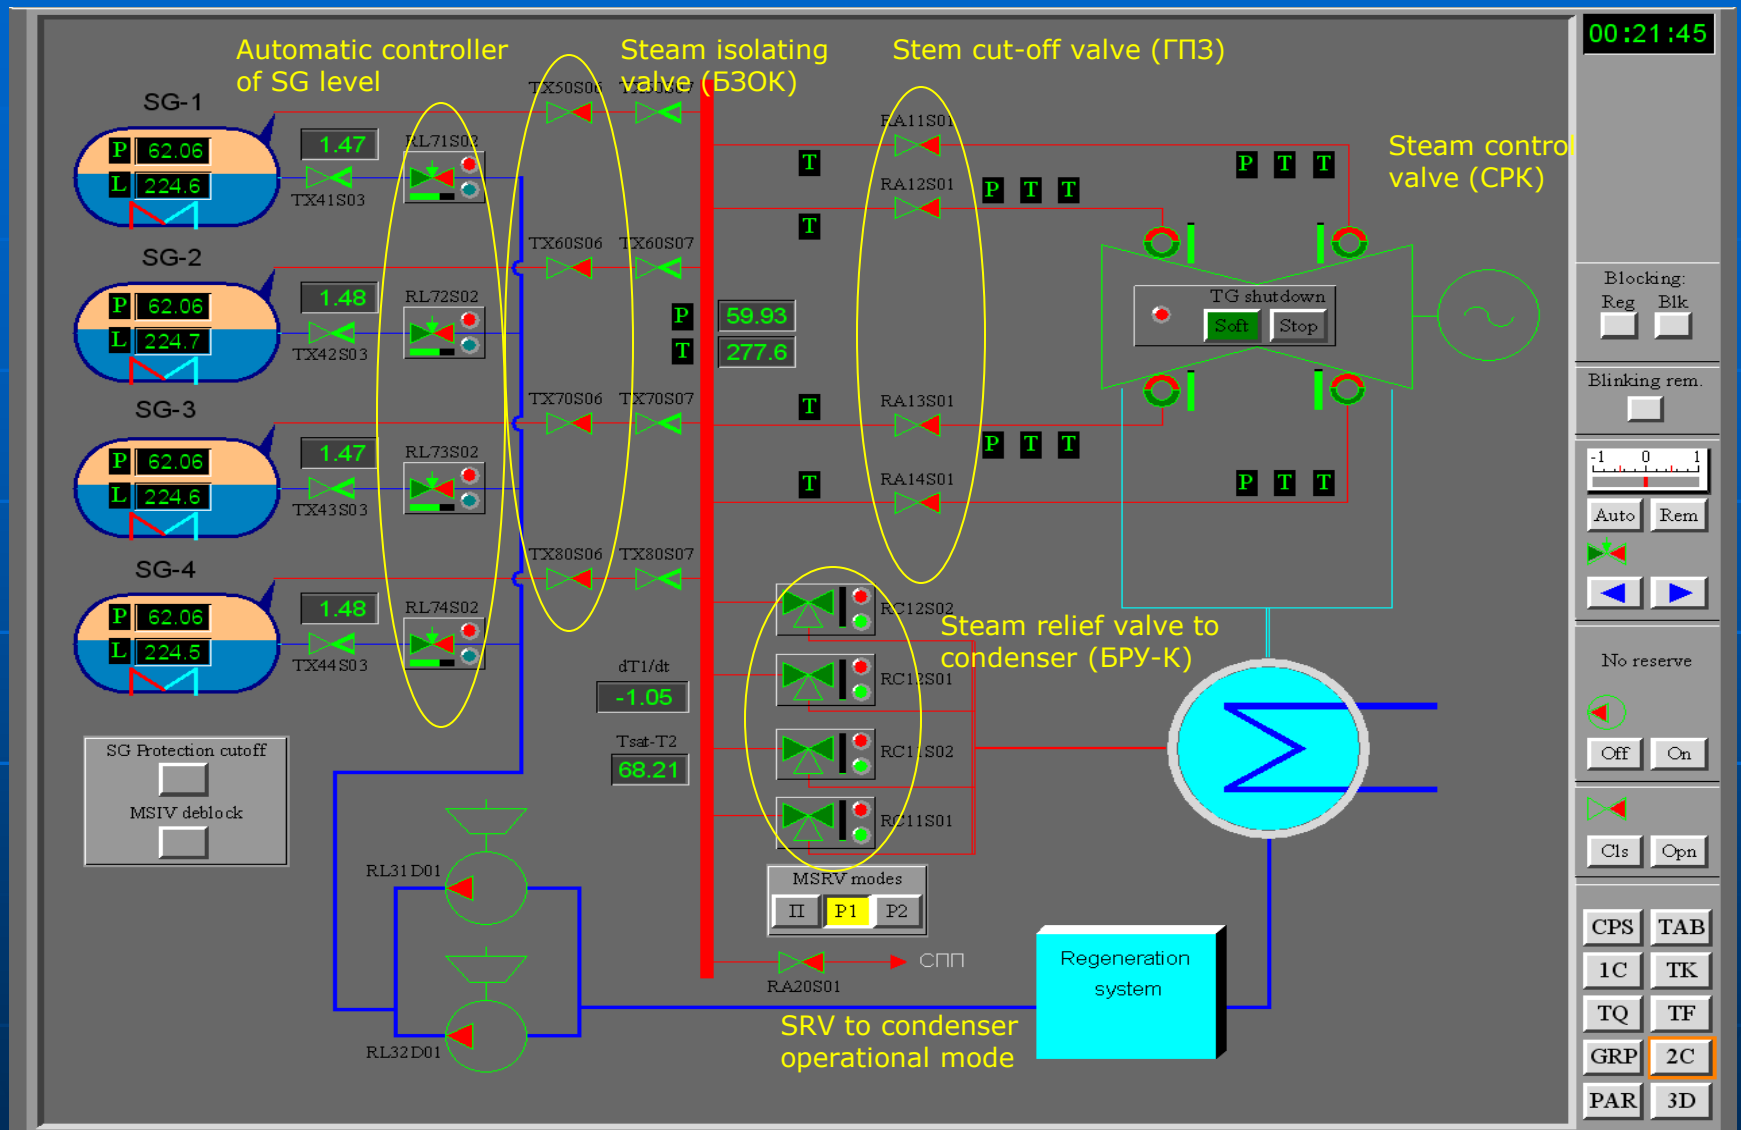 Automatic controller
of SG level
Steam isolating
valve (БЗОК)
Stem cut-off valve (ГПЗ)
00:21:45
SG-1
TX50S06
P 62.06
L 224.6
1.47
TX41S03
RL71S02
RA11S01
T
P T T
Steam control
valve (СРК)
RA12S01
P T T
T
SG-2
P 62.06
L 224.7
1.48
TX42S03
RL72S02
TX60S06
TX60S07
P 59.93
T 277.6
TG shutdown
Soft
Stop
Blocking:
Reg Blk
Blinking rem.
SG-3
P 62.06
L 224.6
1.47
TX43S03
RL73S02
TX70S06
TX70S07
T
RA13S01
P T T
T
RA14S01
P T T
-1 0 1
Auto
Rem
SG-4
P 62.06
L 224.5
1.48
TX44S03
RL74S02
TX80S06
TX80S07
RC12S02
Steam relief valve to
condenser (БРУ-К)
RC12S01
RC11S02
RC11S01
dT1/dt
-1.05
Tsat-T2
68.21
No reserve
Off
On
Cls
Opn
SG Protection cutoff
MSIV deblock
RL31D01
RL32D01
MSRV modes
П
P1
P2
СПП
RA20S01
SRV to condenser
operational mode
Regeneration
system
CPS TAB
1C TK
TQ TF
GRP 2C
PAR 3D